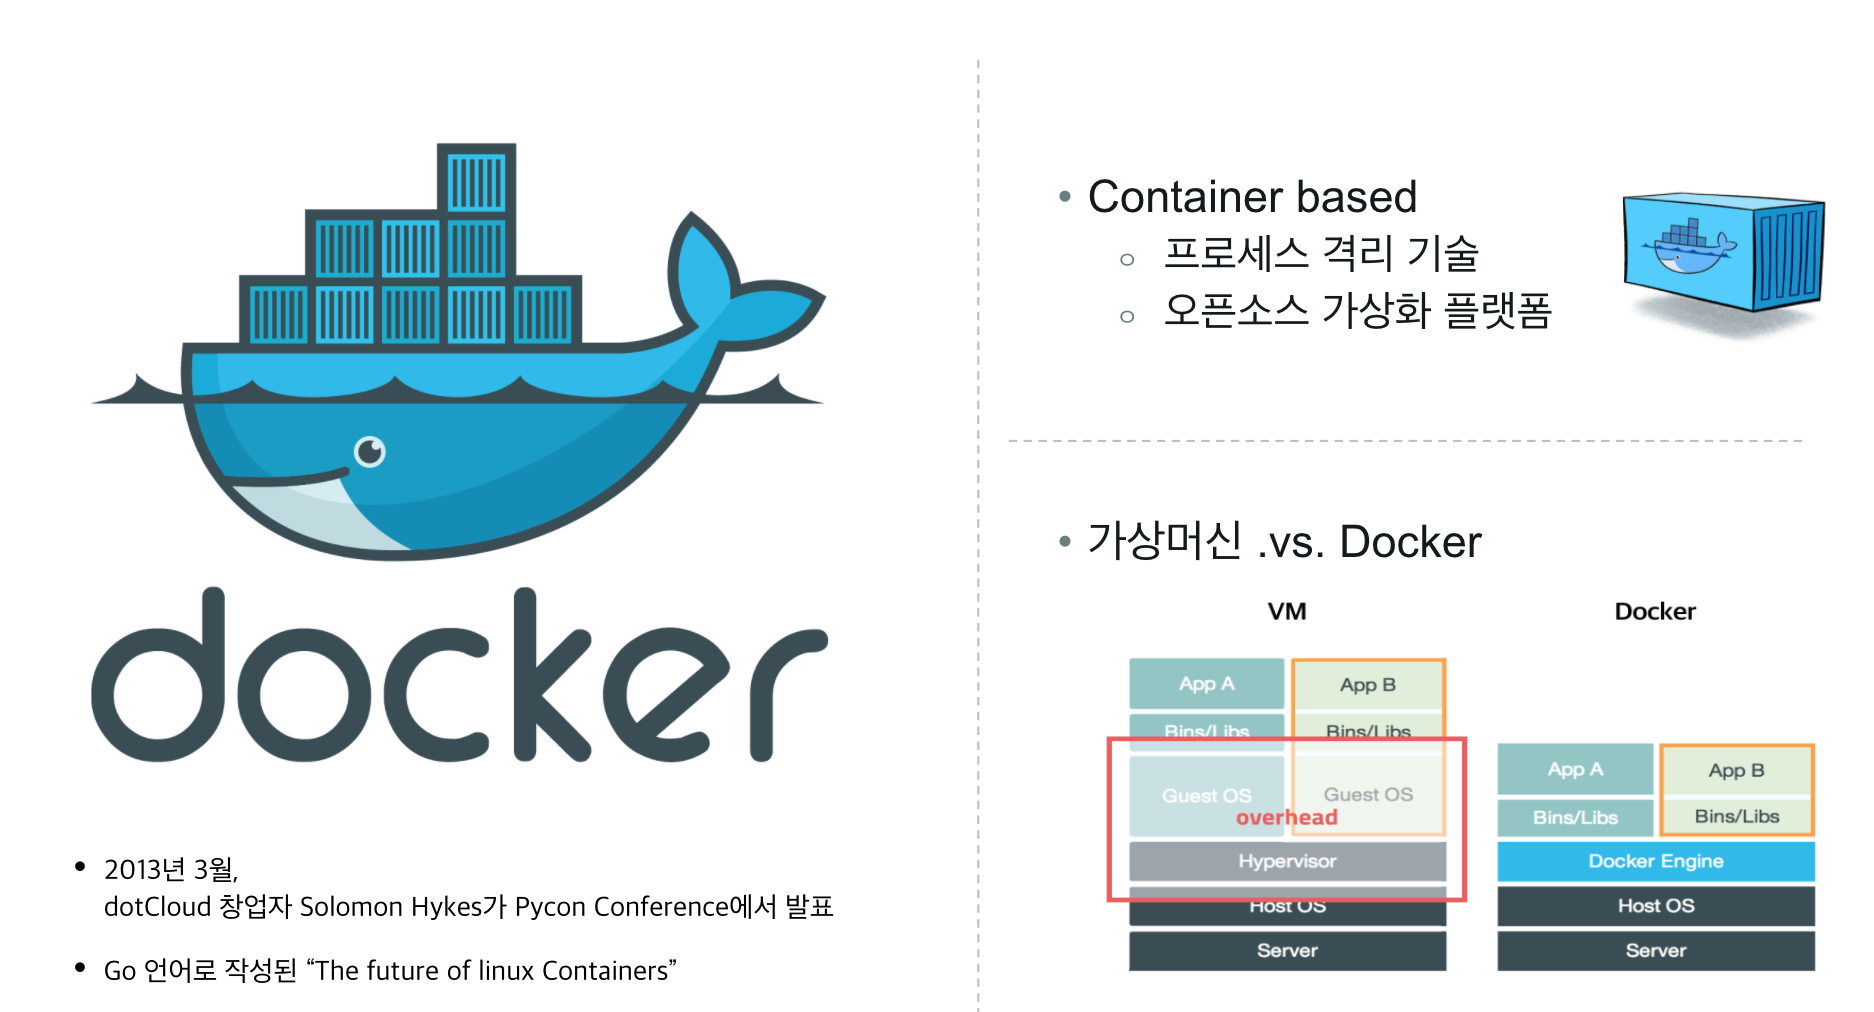 docker
• 2013년 3월,
dotCloud 창업자 Solomon Hykes가 Pycon Conference에서 발표
• Go 언어로 작성된 “The future of linux Containers”
• Container based
○ 프로세스 격리 기술
○ 오픈소스 가상화 플랫폼
• 가상머신 .vs. Docker
VM
App A
App B
Bins/Libs
Bins/Libs
Guest OS
Guest OS
overhead
Hypervisor
Host OS
Server
Docker
App A
App B
Bins/Libs
Bins/Libs
Docker Engine
Host OS
Server